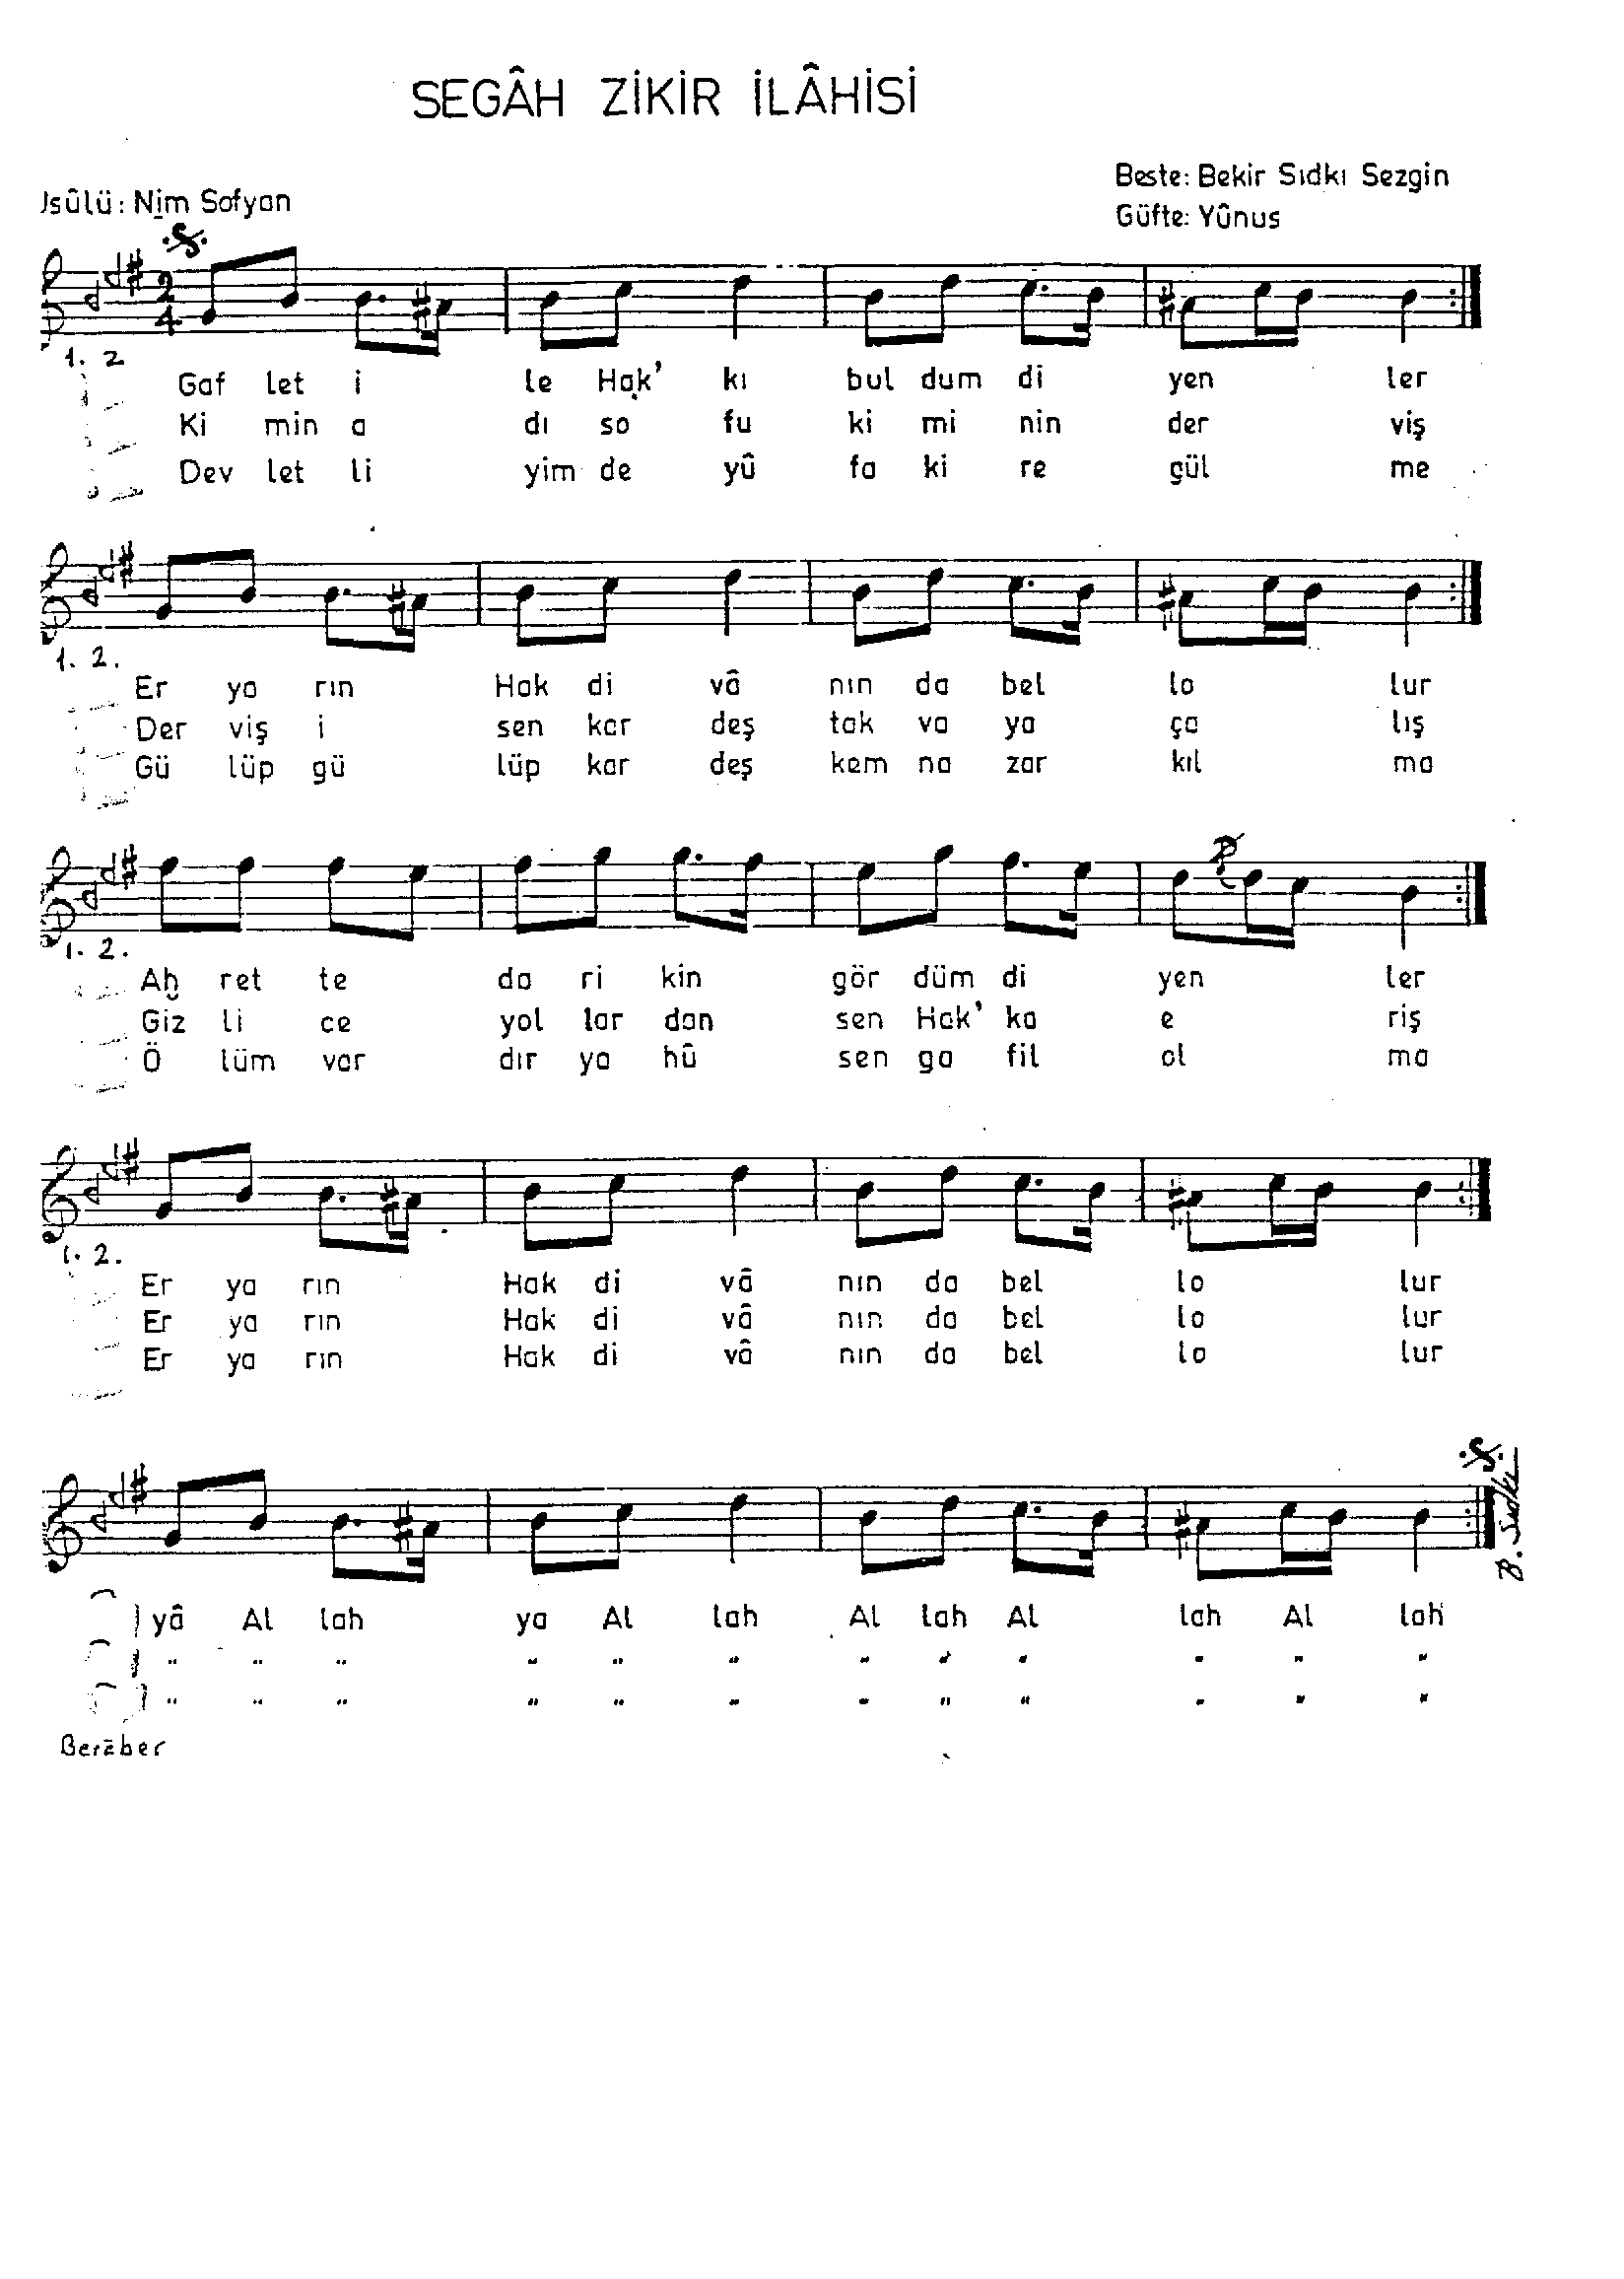 SEGÂH ZİKİR İLÂHİSİ
Beste: Bekir Sıdkı Sezgin
Usûlü: Nim Sofyan
Güfte: Yûnus
2
4
1. 2
Gaf let i le Hak' kı bul dum di yen ler
Ki min a dı so fu ki mi nin der viş
Dev let li yim de yû fa ki re gül me
1. 2.
Er ya rın Hak di vâ nın da bel lo lur
Der viş i sen kar deş tak va ya ça lış
Gü lüp gü lüp kar deş kem na zar kıl ma
1. 2.
Aḫ ret te da ri kin gör düm di yen ler
Giz li ce yol lar dan sen Hak' ka e riş
Ö lüm var dır ya hû sen ga fil ol ma
1. 2.
Er ya rın Hak di vâ nın da bel lo lur
Er ya rın Hak di vâ nın da bel lo lur
Er ya rın Hak di vâ nın da bel lo lur
B. Sıdkı
yâ Al lah ya Al lah Al lah Al lah Al lah
" " " " " " " " " " " "
" " " " " " " " " " " "
Berâber